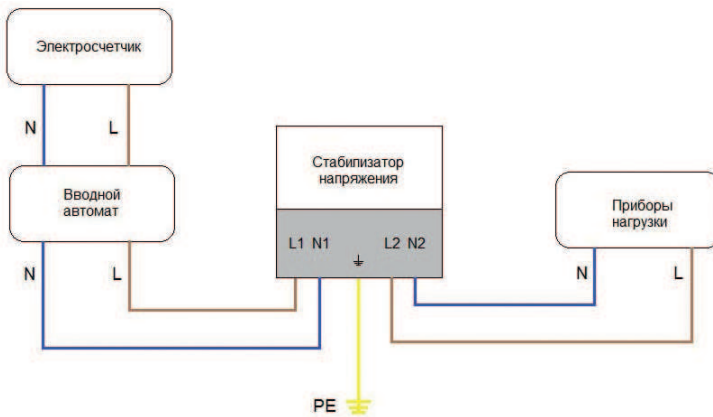 Электросчетчик
N L
Вводной
автомат
N L
Стабилизатор
напряжения
L1 N1 L2 N2
Приборы
нагрузки
N L
PE